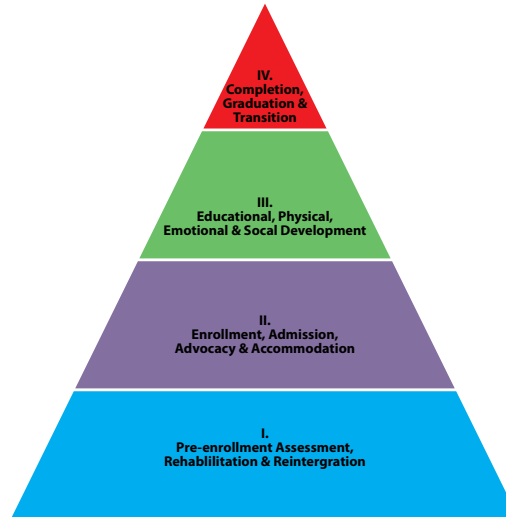 IV.
Completion,
Graduation &
Transition
III.
Educational, Physical,
Emotional & Socal Development
II.
Enrollment, Admission,
Advocacy & Accommodation
I.
Pre-enrollment Assessment,
Rehablilitation & Reintergration